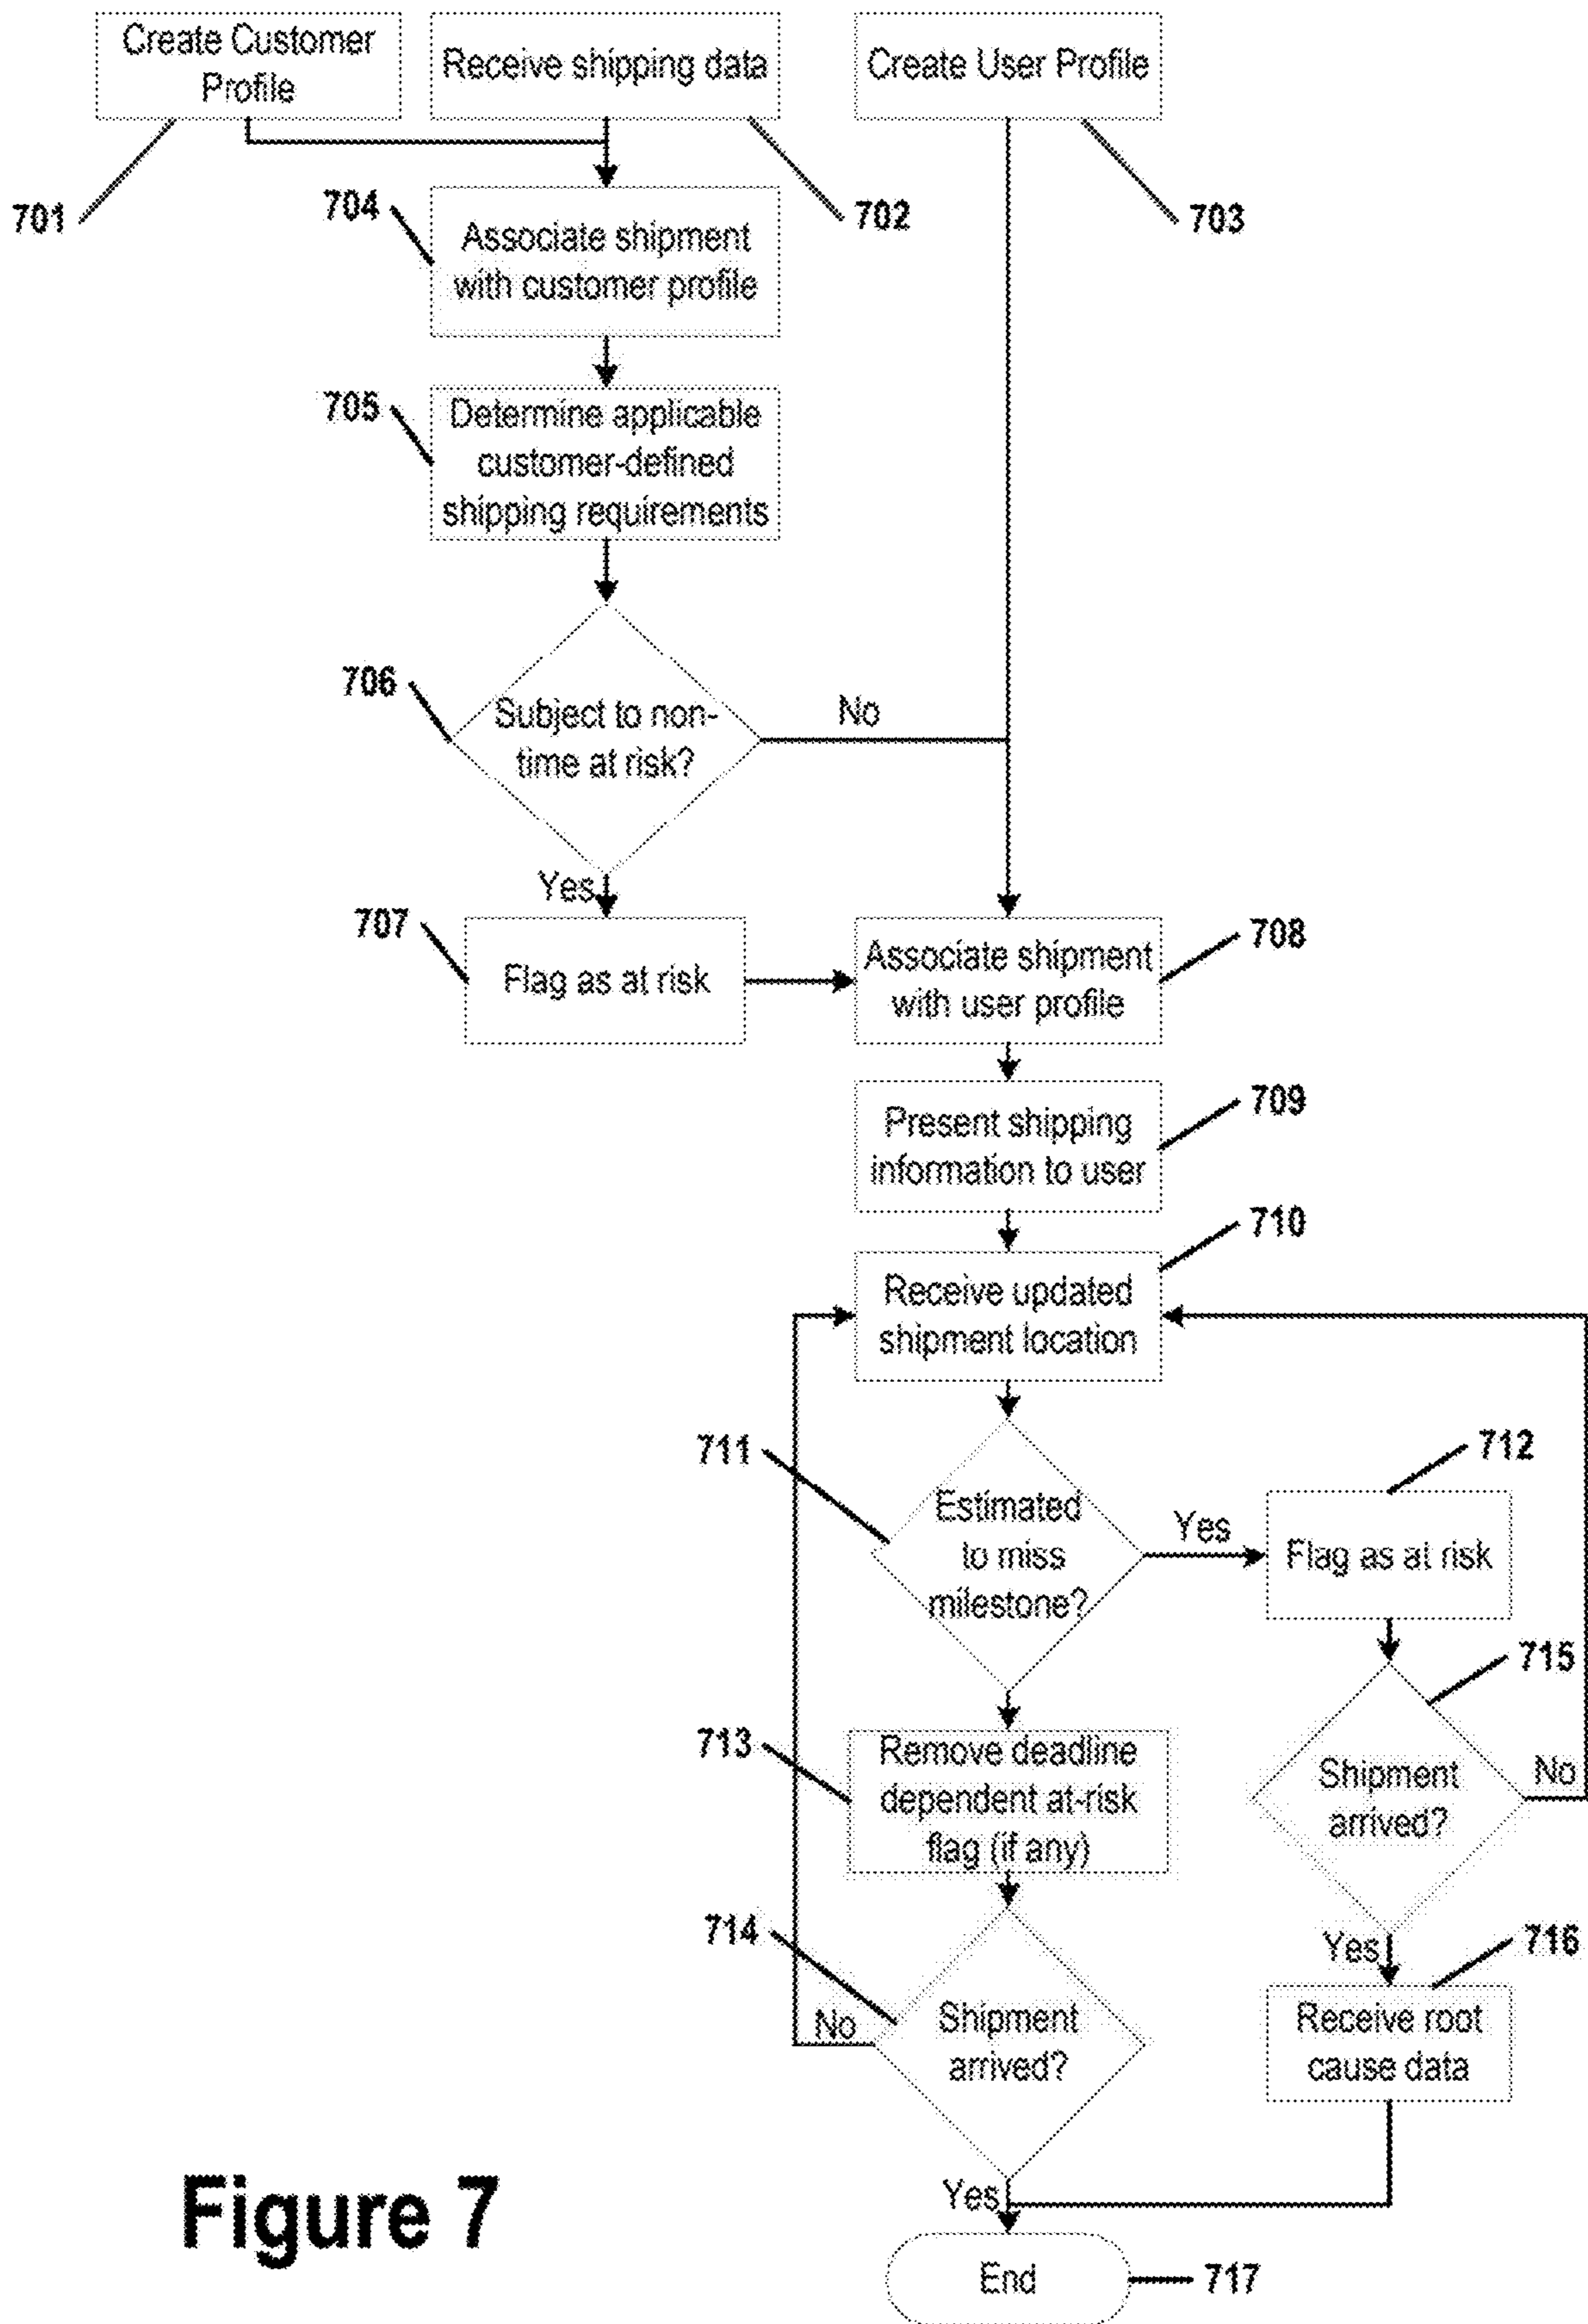 Create Customer
Profile
Receive shipping data
Create User Profile
701
704
702
703
Associate shipment
with customer profile
705
Determine applicable
customer-defined
shipping requirements
706
Subject to non-
time at risk?
No
Yes
707
Flag as at risk
Associate shipment
with user profile
708
Present shipping
information to user
709
710
Receive updated
shipment location
711
Estimated
to miss
milestone?
Yes
712
Flag as at risk
715
713
Remove deadline
dependent at-risk
flag (if any)
Shipment
arrived?
No
714
No
Shipment
arrived?
Yes
716
Receive root
cause data
Yes
Figure 7
End
717